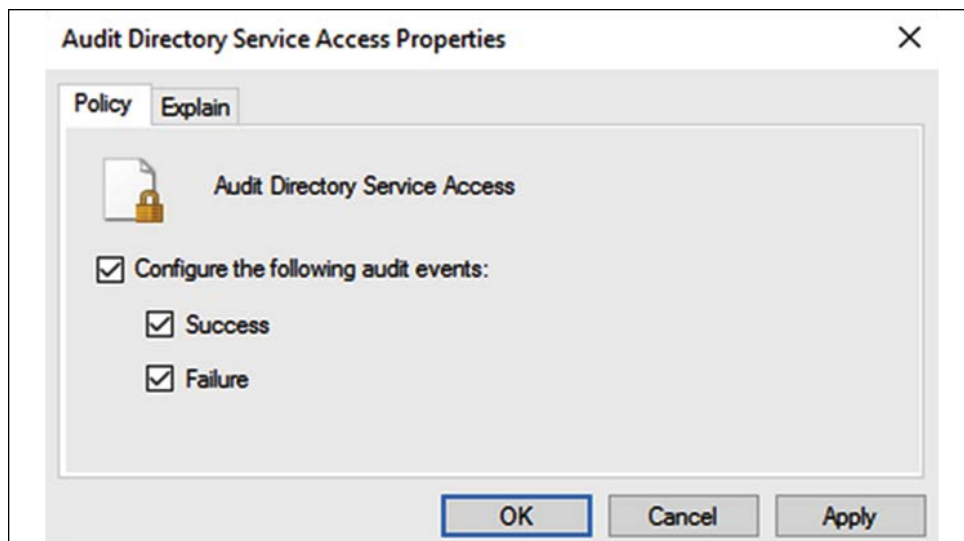 Audit Directory Service Access Properties
Policy
Explain
Audit Directory Service Access
Configure the following audit events:
Success
Failure
OK
Cancel
Apply